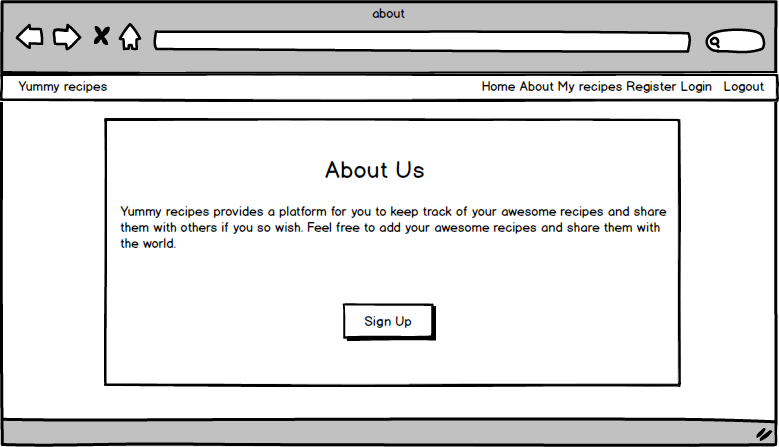 about
Yummy recipes Home About My recipes Register Login Logout
About Us
Yummy recipes provides a platform for you to keep track of your awesome recipes and share
them with others if you so wish. Feel free to add your awesome recipes and share them with
the world.
Sign Up